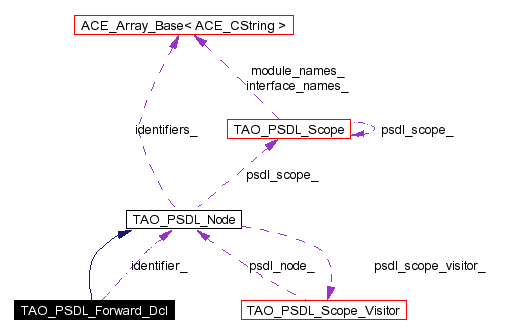 ACE_Array_Base< ACE_CString >
module_names_
interface_names_
identifiers_
TAO_PSDL_Scope
psdl_scope_
psdl_scope_
TAO_PSDL_Node
identifier_
psdl_node_
psdl_scope_visitor_
TAO_PSDL_Forward_Dcl
TAO_PSDL_Scope_Visitor